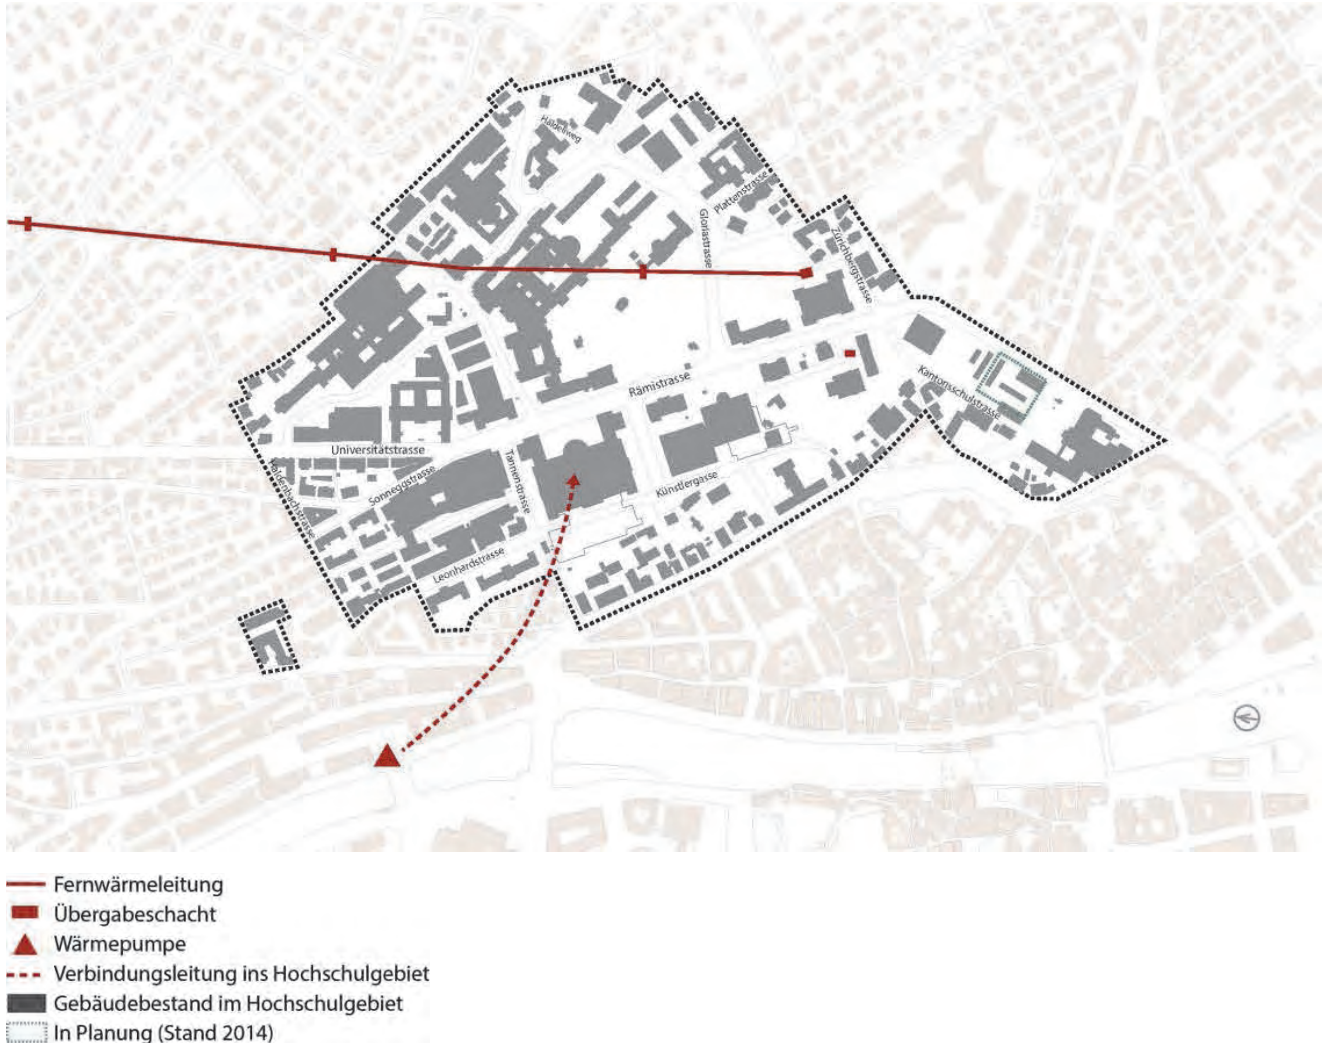 Haldeliweg
Plattenstrasse
Gloriastrasse
Zürichbergstrasse
Rämistrasse
Kantonsschulstrasse
Universitätstrasse
Tannenstrasse
Sonneggstrasse
Künstlergasse
Leonhardstrasse
Fernwärmeleitung
Übergabeschacht
Wärmepumpe
Verbindungsleitung ins Hochschulgebiet
Gebäudebestand im Hochschulgebiet
In Planung (Stand 2014)